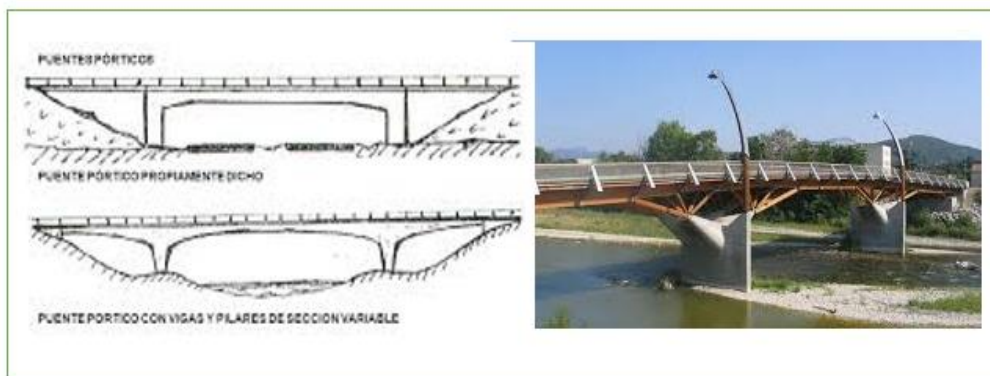 PUENTES PÓRTICOS
PUENTE PÓRTICO PROPIAMENTE DICHO
PUENTE PORTICO CON VIGAS Y PILARES DE SECCION VARIABLE